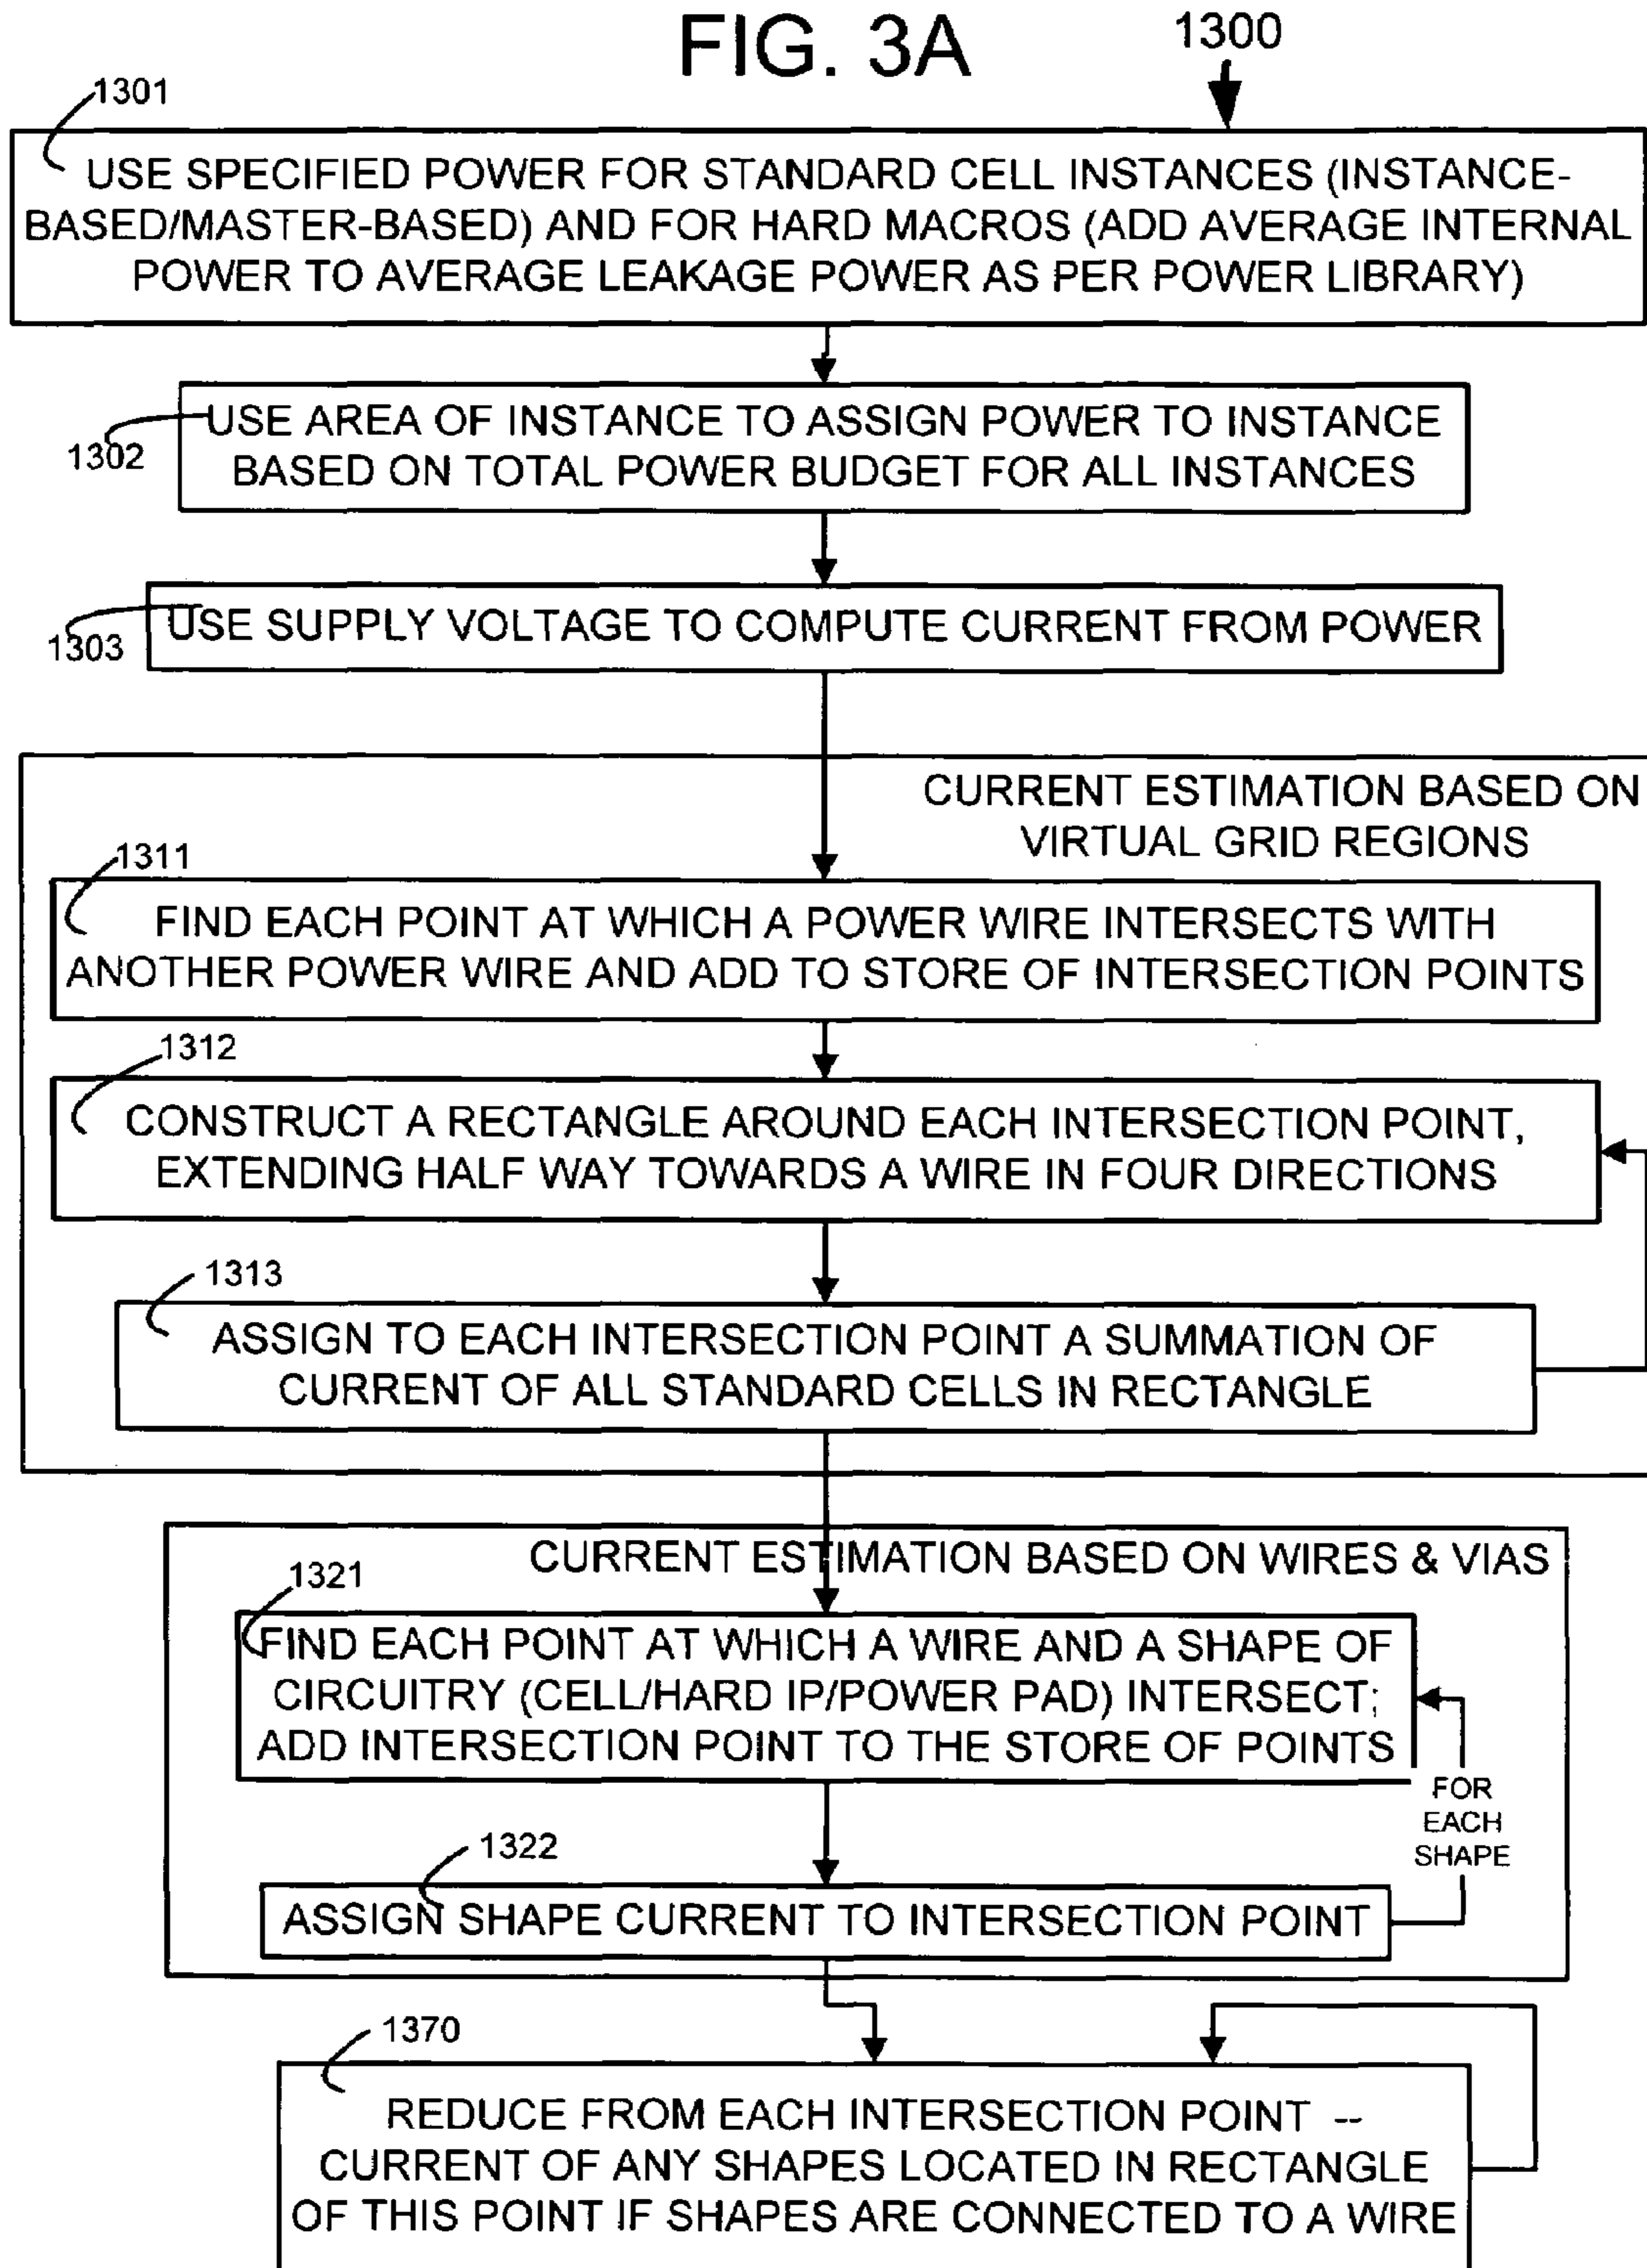 FIG. 3A
1300
1301
USE SPECIFIED POWER FOR STANDARD CELL INSTANCES (INSTANCE-
BASED/MASTER-BASED) AND FOR HARD MACROS (ADD AVERAGE INTERNAL
POWER TO AVERAGE LEAKAGE POWER AS PER POWER LIBRARY)
1302
USE AREA OF INSTANCE TO ASSIGN POWER TO INSTANCE
BASED ON TOTAL POWER BUDGET FOR ALL INSTANCES
1303
USE SUPPLY VOLTAGE TO COMPUTE CURRENT FROM POWER
CURRENT ESTIMATION BASED ON
VIRTUAL GRID REGIONS
1311
FIND EACH POINT AT WHICH A POWER WIRE INTERSECTS WITH
ANOTHER POWER WIRE AND ADD TO STORE OF INTERSECTION POINTS
1312
CONSTRUCT A RECTANGLE AROUND EACH INTERSECTION POINT,
EXTENDING HALF WAY TOWARDS A WIRE IN FOUR DIRECTIONS
1313
ASSIGN TO EACH INTERSECTION POINT A SUMMATION OF
CURRENT OF ALL STANDARD CELLS IN RECTANGLE
CURRENT ESTIMATION BASED ON WIRES & VIAS
1321
FIND EACH POINT AT WHICH A WIRE AND A SHAPE OF
CIRCUITRY (CELL/HARD IP/POWER PAD) INTERSECT;
ADD INTERSECTION POINT TO THE STORE OF POINTS
FOR
EACH
SHAPE
1322
ASSIGN SHAPE CURRENT TO INTERSECTION POINT
1370
REDUCE FROM EACH INTERSECTION POINT --
CURRENT OF ANY SHAPES LOCATED IN RECTANGLE
OF THIS POINT IF SHAPES ARE CONNECTED TO A WIRE